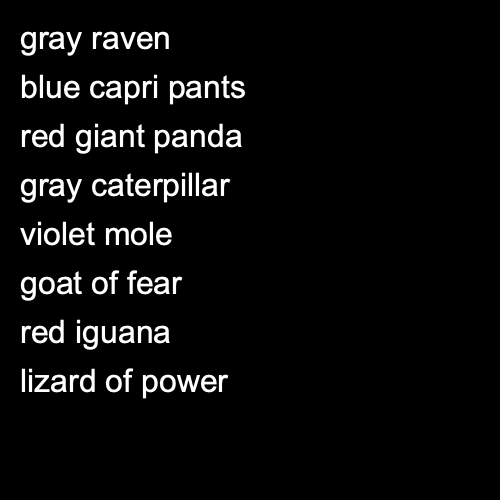 gray raven
blue capri pants
red giant panda
gray caterpillar
violet mole
goat of fear
red iguana
lizard of power